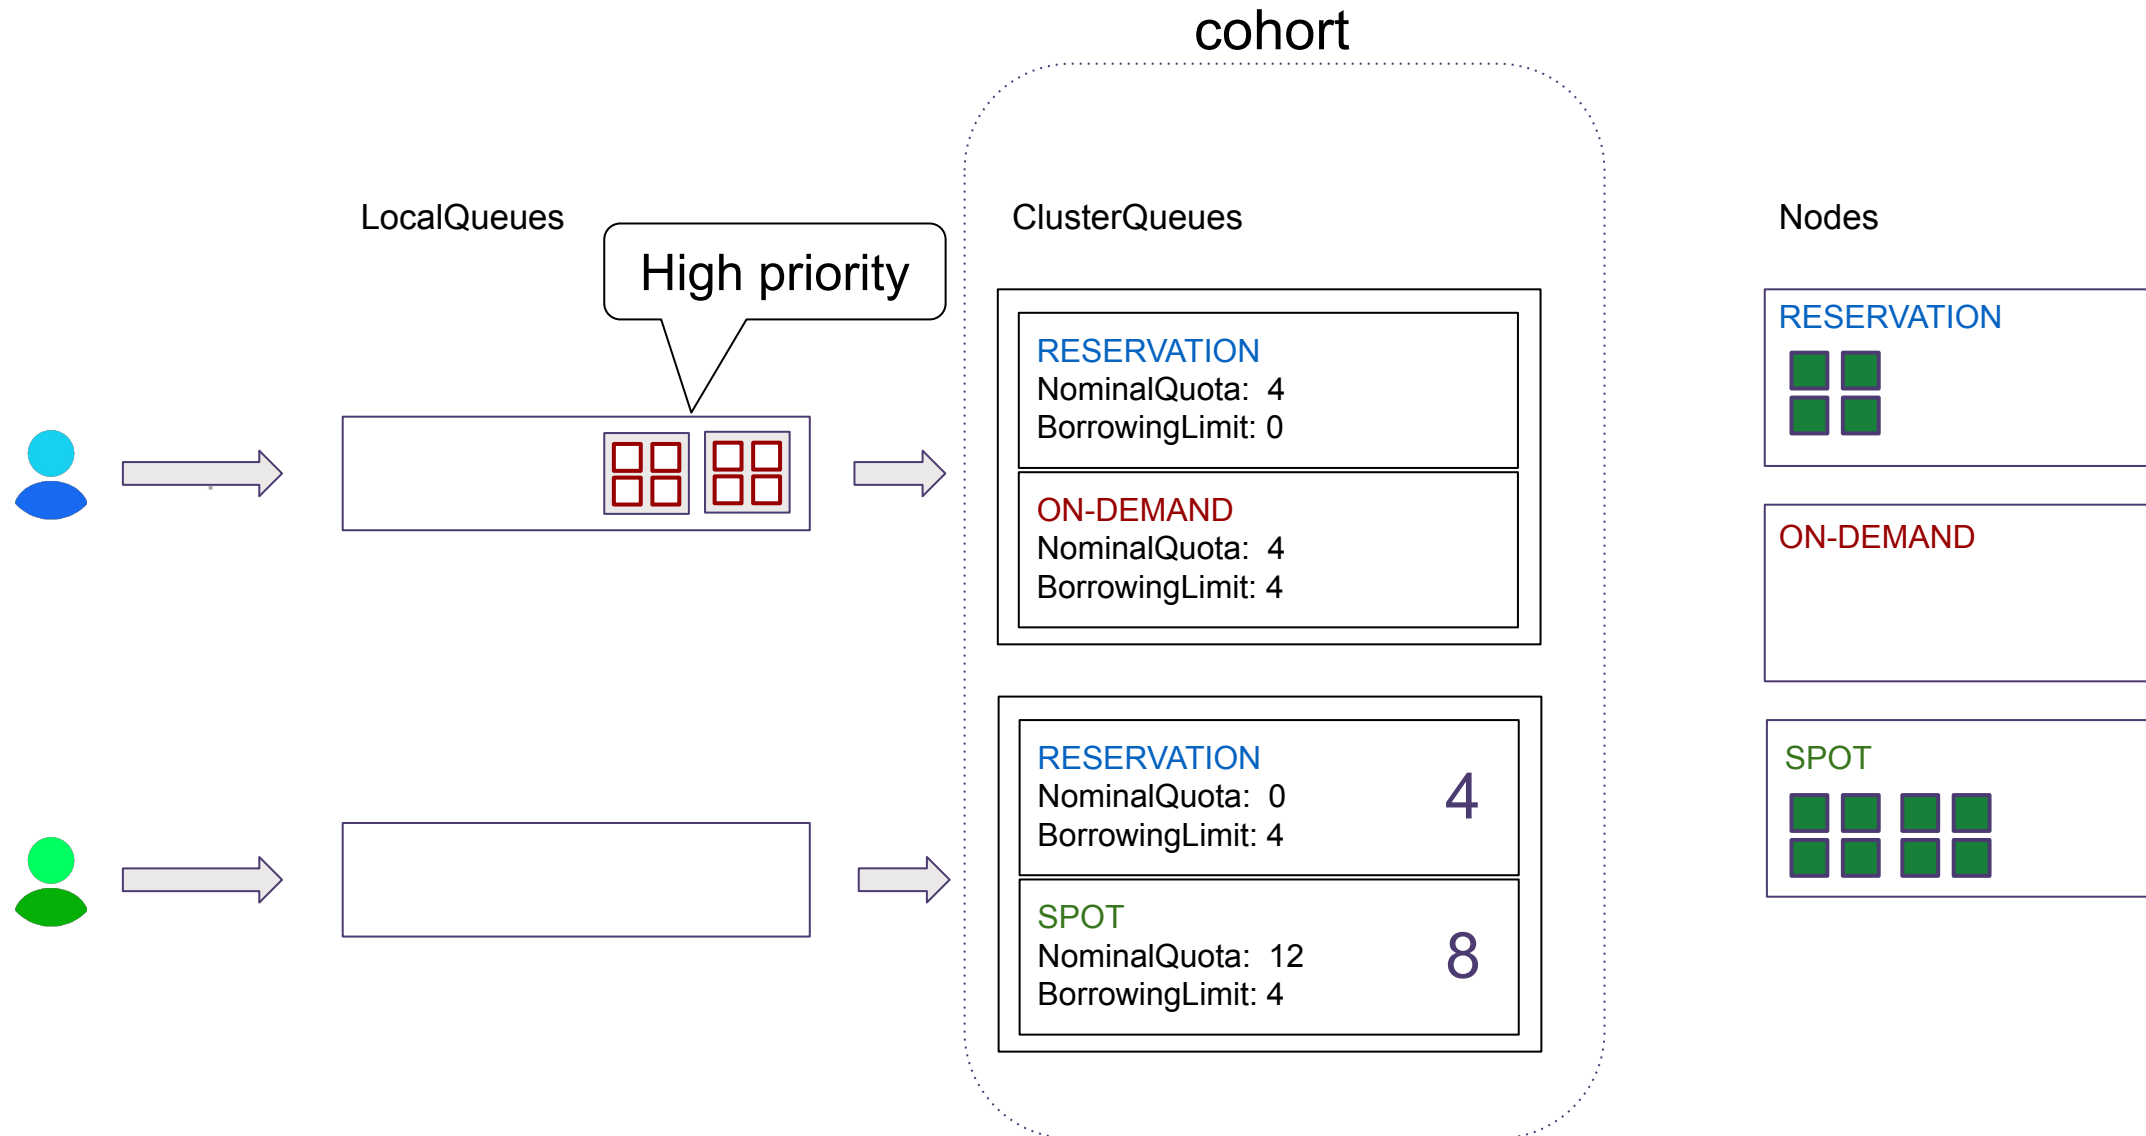 cohort
LocalQueues
ClusterQueues
Nodes
High priority
RESERVATION
NominalQuota: 4
BorrowingLimit: 0
ON-DEMAND
NominalQuota: 4
BorrowingLimit: 4
RESERVATION
ON-DEMAND
RESERVATION
NominalQuota: 0
BorrowingLimit: 4
4
SPOT
NominalQuota: 12
BorrowingLimit: 4
8
SPOT